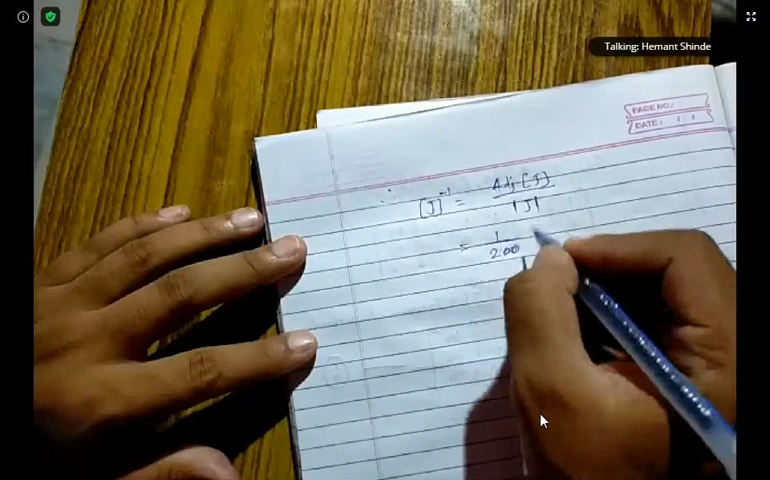 Talking: Hemant Shinde
PAGE NO.:
DATE: / /
∴ [J]⁻¹ = Adj [J] / |J|
= 1 / 200